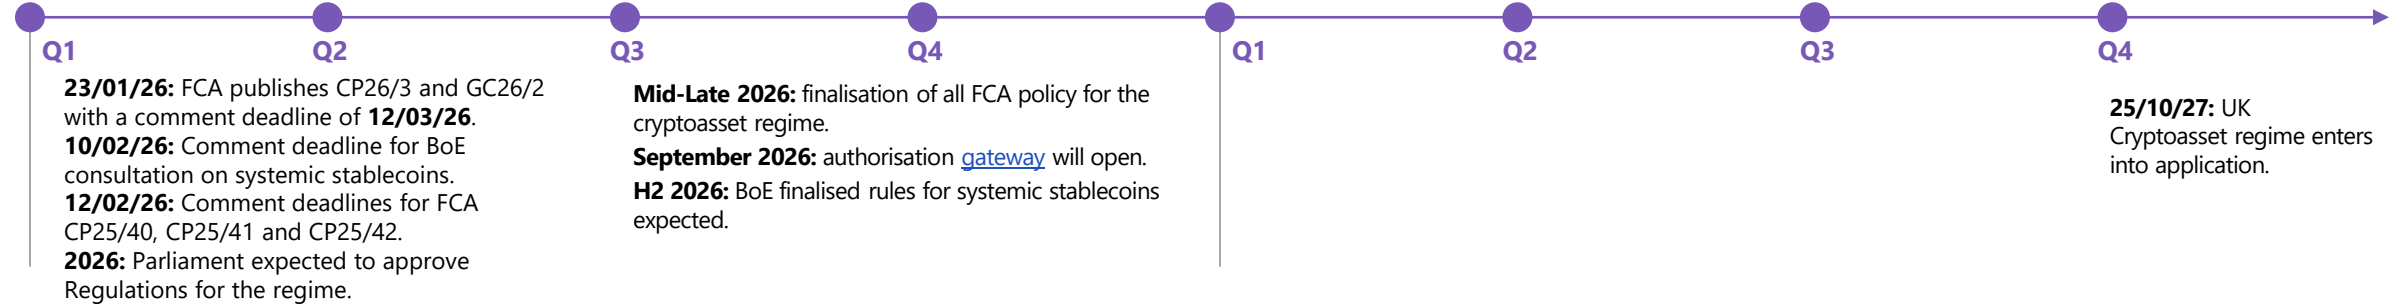 Q1
Q2
Q3
Q4
Q1
Q2
Q3
Q4
23/01/26: FCA publishes CP26/3 and GC26/2
with a comment deadline of 12/03/26.
10/02/26: Comment deadline for BoE
consultation on systemic stablecoins.
12/02/26: Comment deadlines for FCA
CP25/40, CP25/41 and CP25/42.
2026: Parliament expected to approve
Regulations for the regime.
Mid-Late 2026: finalisation of all FCA policy for the
cryptoasset regime.
September 2026: authorisation gateway will open.
H2 2026: BoE finalised rules for systemic stablecoins
expected.
25/10/27: UK
Cryptoasset regime enters
into application.